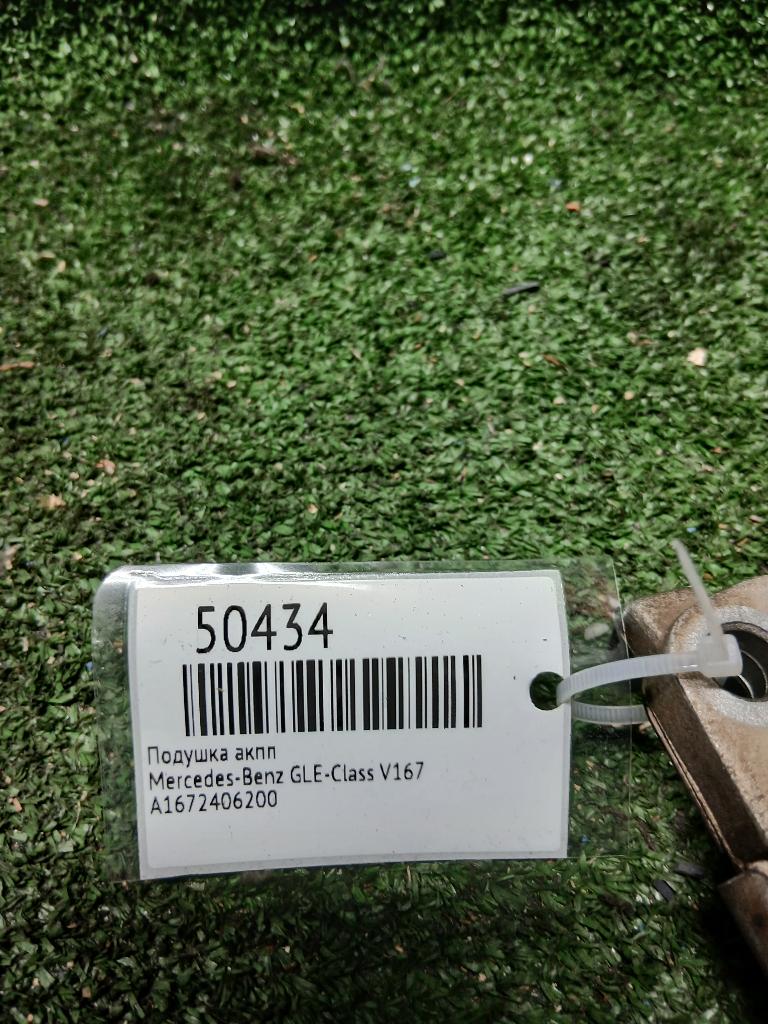 50434
Подушка акпп
Mercedes-Benz GLE-Class V167
A1672406200